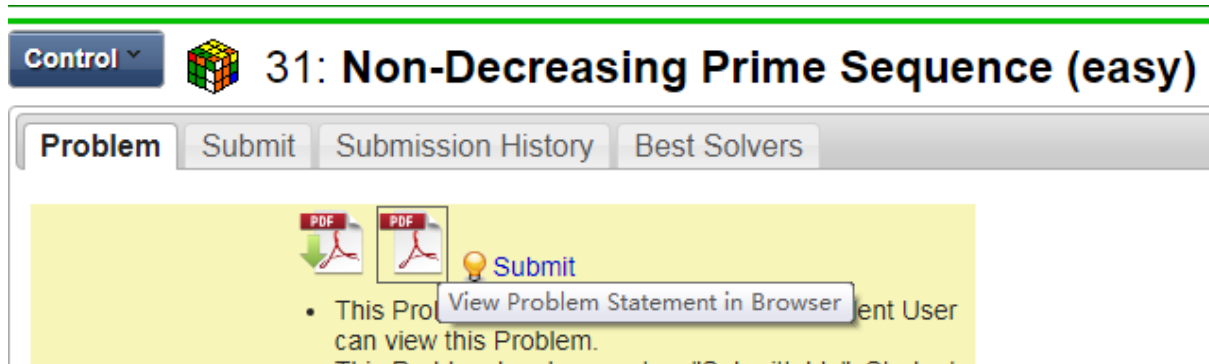 Control
31: Non-Decreasing Prime Sequence (easy)
Problem Submit Submission History Best Solvers
PDF PDF
Submit
View Problem Statement in Browser
This ent User
can view this Problem.